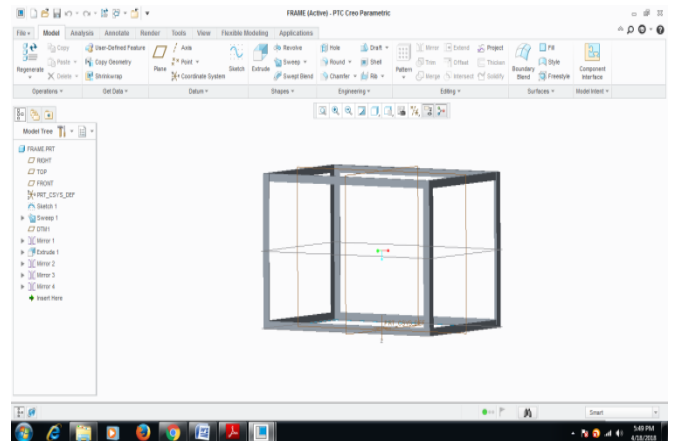 FRAME (Active) - PTC Creo Parametric
File Model Analysis Annotate Render Tools View Flexible Modeling Applications
Regenerate
Copy
Paste
Delete
User-Defined Feature
Copy Geometry
Shrinkwrap
Plane
Axis
Point
Coordinate System
Sketch
Extrude
Revolve
Sweep
Swept Blend
Hole
Round
Chamfer
Draft
Shell
Rib
Pattern
Mirror
Trim
Merge
Extend
Offset
Intersect
Project
Thicken
Solidify
Boundary Blend
Fill
Style
Freestyle
Component Interface
Operations Get Data Datum Shapes Engineering Editing Surfaces Model Intent
Model Tree
FRAME.PRT
RIGHT
TOP
FRONT
PRT_CSYS_DEF
Sketch 1
Sweep 1
DTM1
Mirror 1
Extrude 1
Mirror 2
Mirror 3
Mirror 4
Insert Here
Smart
5:49 PM
4/18/2018